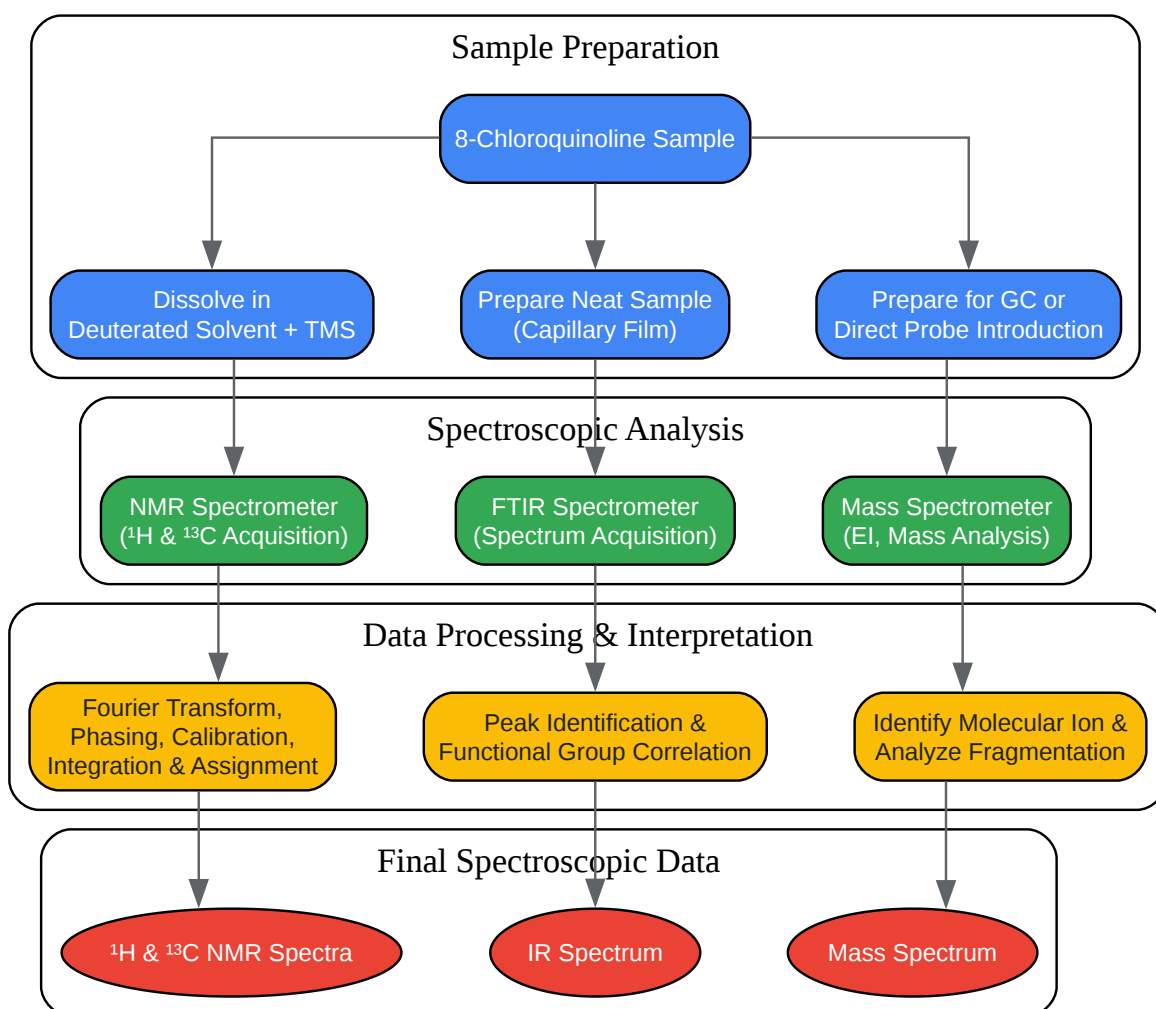 Sample Preparation
8-Chloroquinoline Sample
Dissolve in
Deuterated Solvent + TMS
Prepare Neat Sample
(Capillary Film)
Prepare for GC or
Direct Probe Introduction
Spectroscopic Analysis
NMR Spectrometer
(¹H & ¹³C Acquisition)
FTIR Spectrometer
(Spectrum Acquisition)
Mass Spectrometer
(EI, Mass Analysis)
Data Processing & Interpretation
Fourier Transform,
Phasing, Calibration,
Integration & Assignment
Peak Identification &
Functional Group Correlation
Identify Molecular Ion &
Analyze Fragmentation
Final Spectroscopic Data
¹H & ¹³C NMR Spectra
IR Spectrum
Mass Spectrum